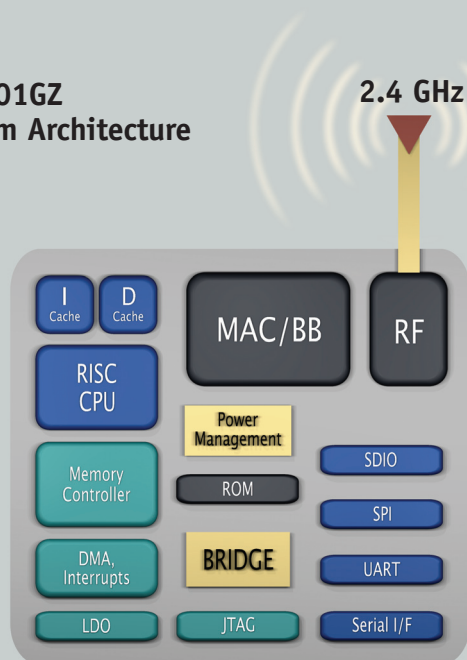 01GZ
m Architecture
2.4 GHz
I
Cache
D
Cache
MAC/BB
RF
RISC
CPU
Power
Management
Memory
Controller
SDIO
ROM
SPI
DMA,
Interrupts
BRIDGE
UART
LDO
JTAG
Serial I/F